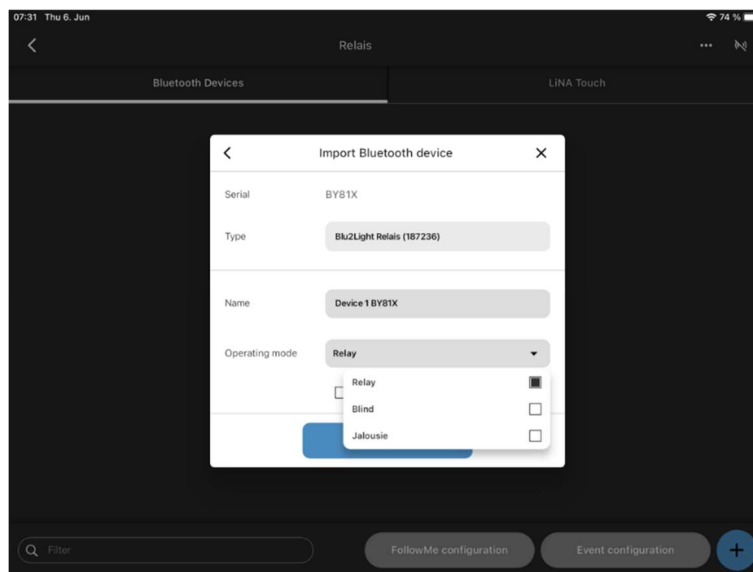 07:31 Thu 6. Jun
74 %
Relais
Bluetooth Devices
LiNA Touch
Import Bluetooth device
Serial BY81X
Type Blu2Light Relais (187236)
Name Device 1 BY81X
Operating mode Relay
Relay
Blind
Jalousie
Filter
FollowMe configuration
Event configuration